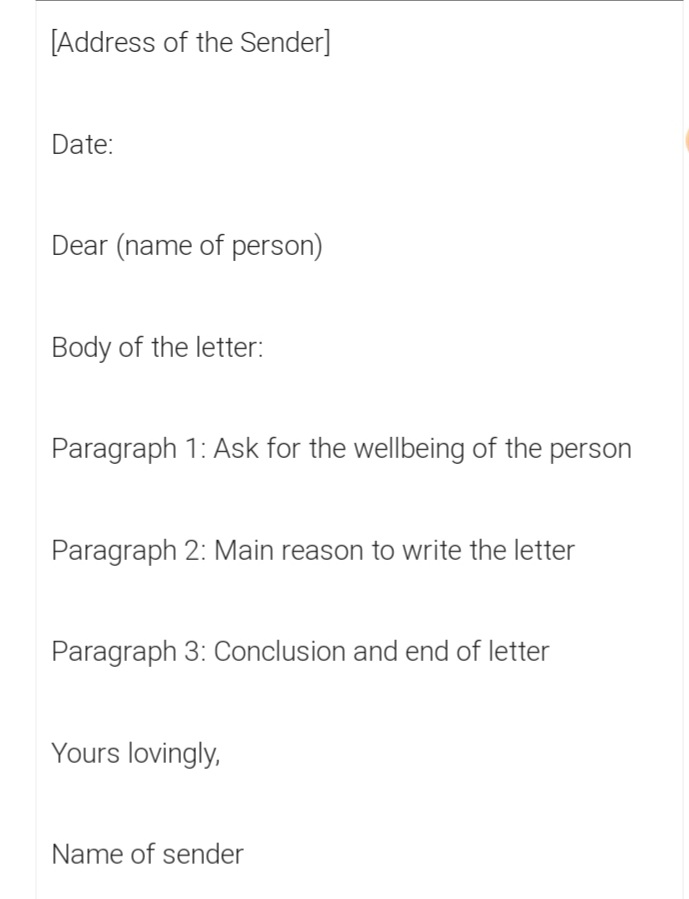 [Address of the Sender]
Date:
Dear (name of person)
Body of the letter:
Paragraph 1: Ask for the wellbeing of the person
Paragraph 2: Main reason to write the letter
Paragraph 3: Conclusion and end of letter
Yours lovingly,
Name of sender